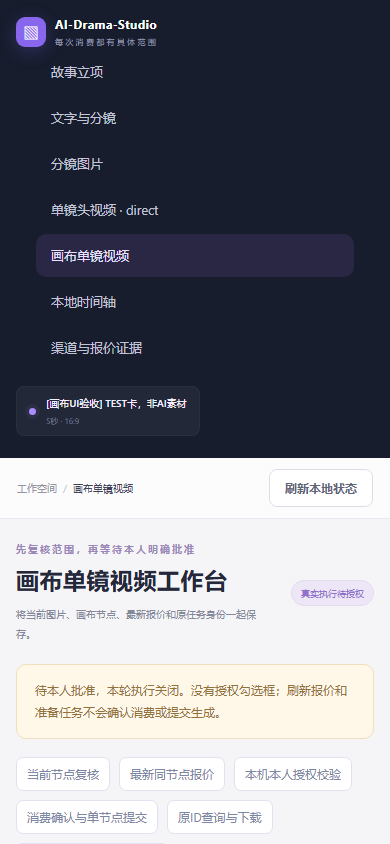 AI-Drama-Studio
每次消费都有具体范围
故事立项
文字与分镜
分镜图片
单镜头视频 · direct
画布单镜视频
本地时间轴
渠道与报价证据
[画布UI验收] TEST卡，非AI素材
5秒 · 16:9
工作空间 / 画布单镜视频
刷新本地状态
先复核范围，再等待本人明确批准
画布单镜视频工作台
真实执行待授权
将当前图片、画布节点、最新报价和原任务身份一起保
存。
待本人批准，本轮执行关闭。没有授权勾选框；刷新报价和
准备任务不会确认消费或提交生成。
当前节点复核
最新同节点报价
本机本人授权校验
消费确认与单节点提交
原ID查询与下载